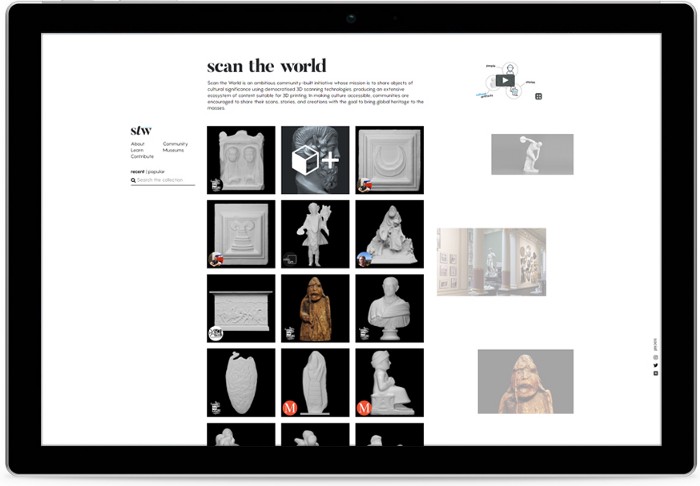 scan the world
Scan the World is an ambitious community-built initiative whose mission is to share objects of
cultural significance using democratised 3D scanning technologies, producing an extensive
ecosystem of content suitable for 3D printing. In making culture accessible, communities are
encouraged to share their scans, stories, and creations with the goal to bring global heritage to the
masses.
stw
About Community
Learn Museums
Contribute
recent | popular
Search the collection
M
M